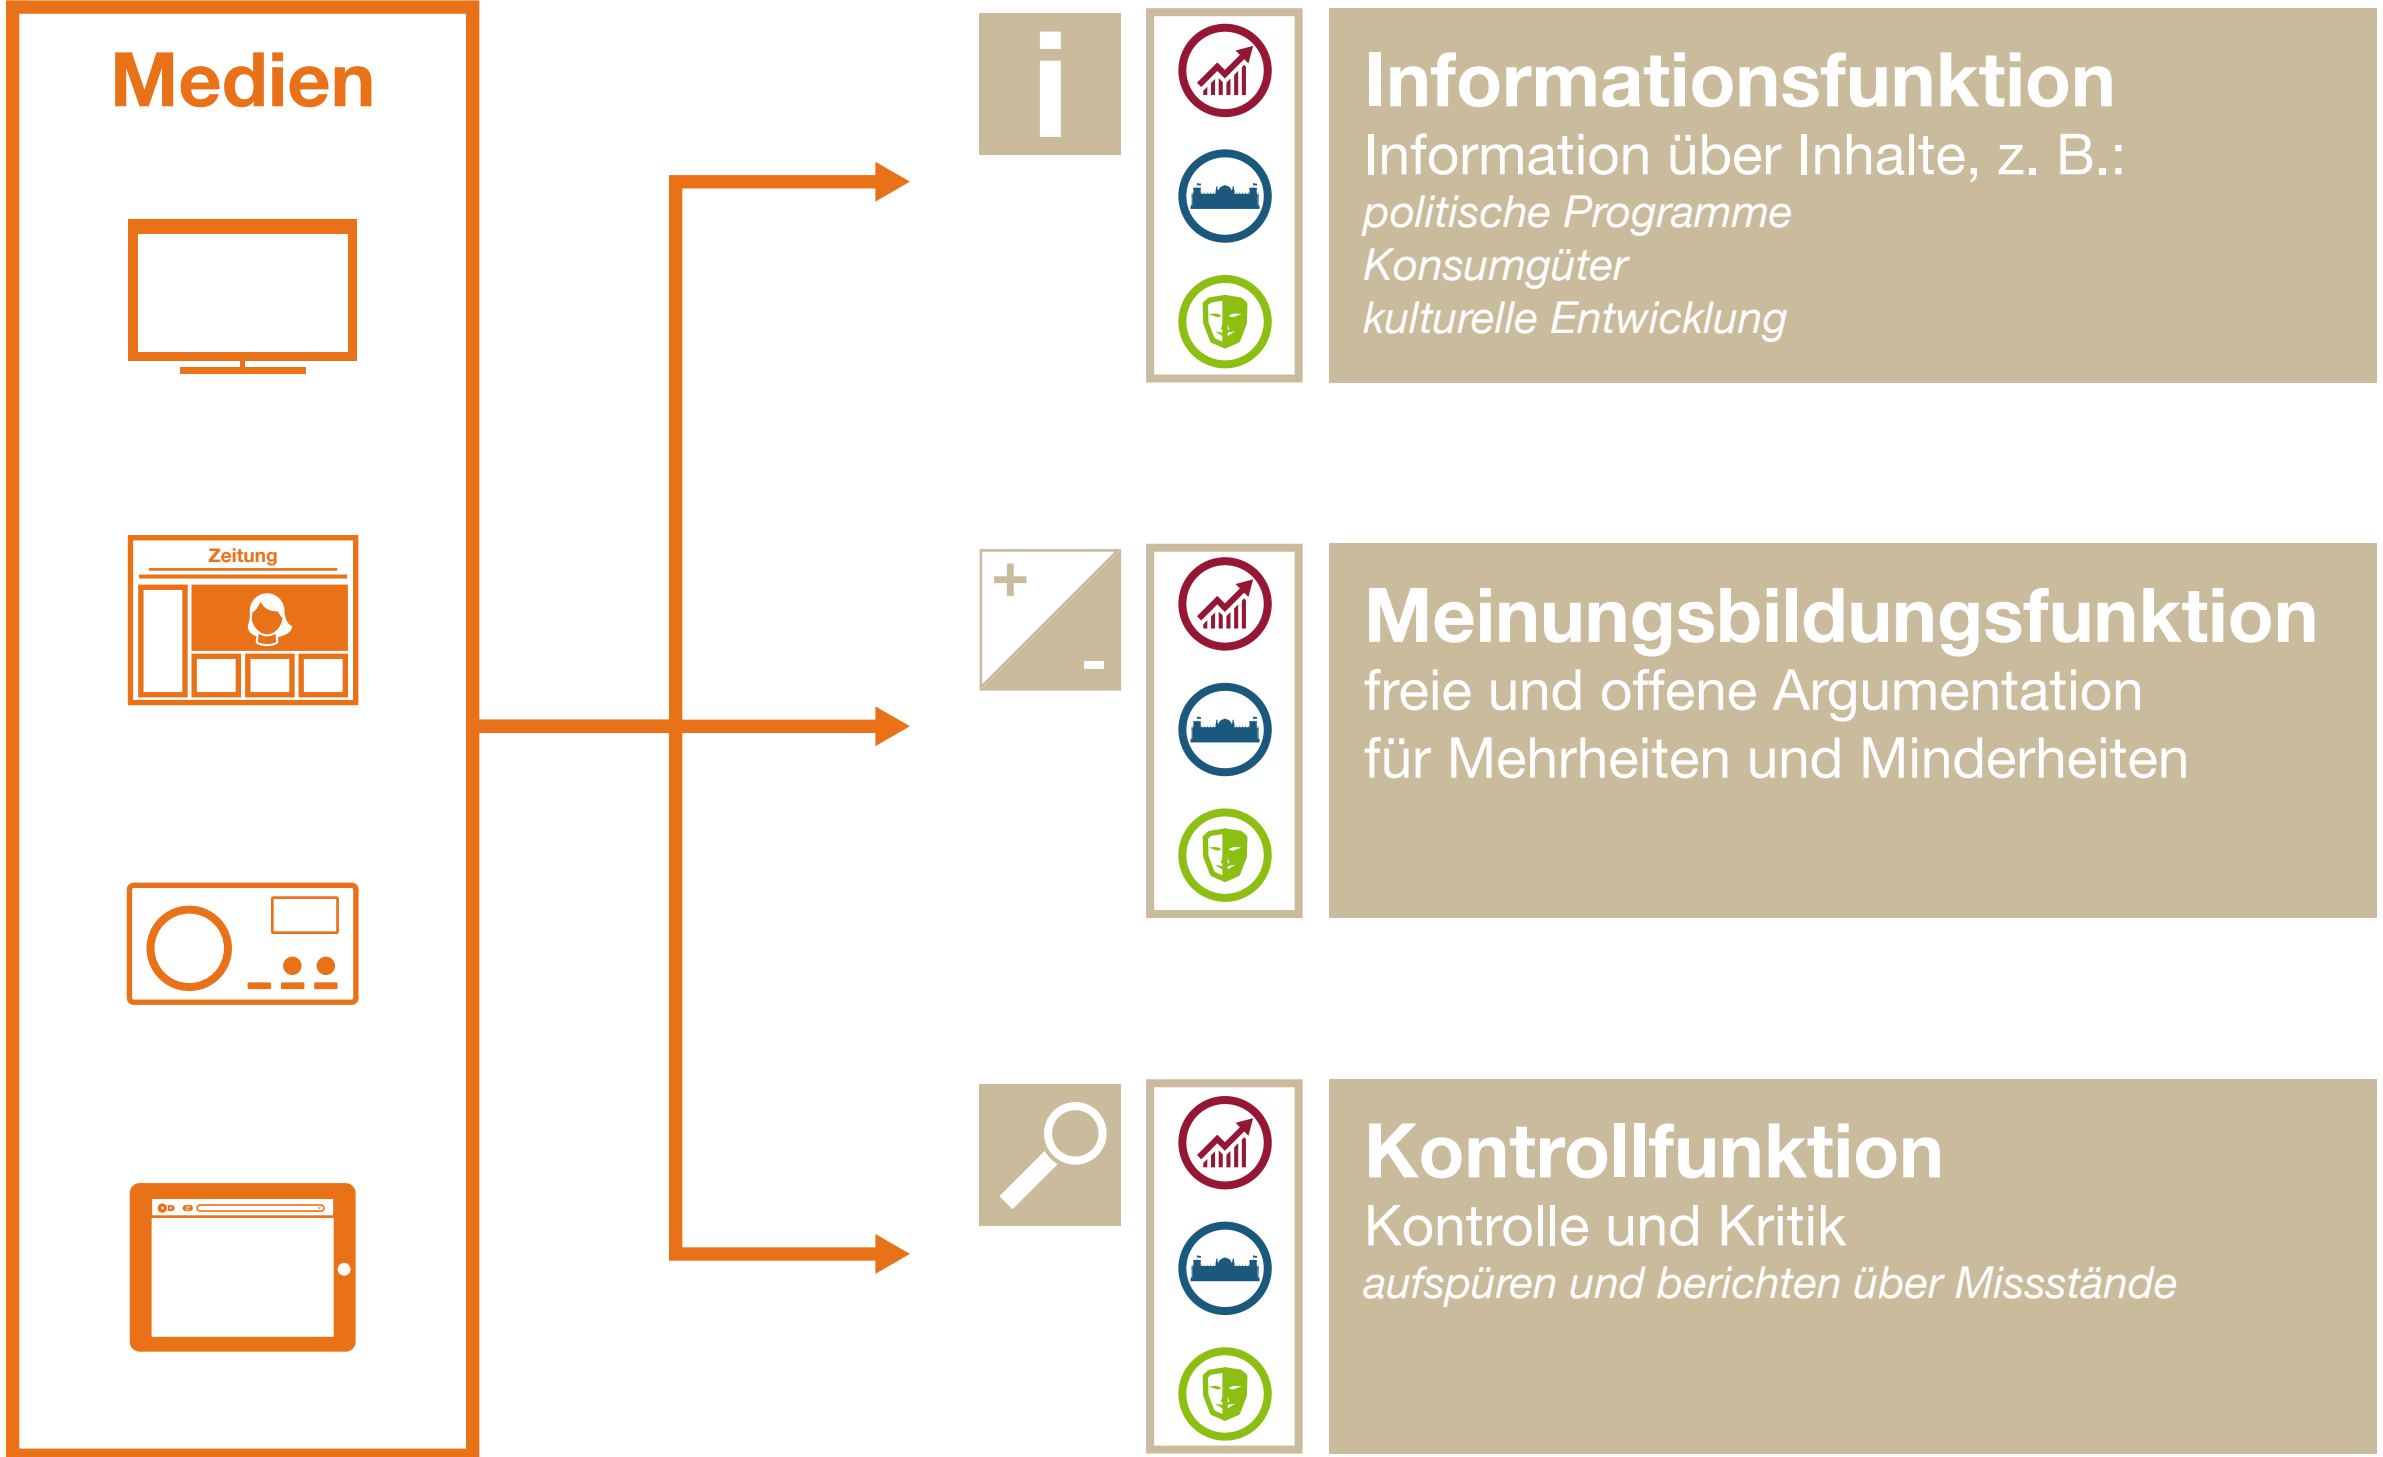 Medien
Zeitung
i
Informationsfunktion
Information über Inhalte, z. B.:
politische Programme
Konsumgüter
kulturelle Entwicklung
+
-
Meinungsbildungsfunktion
freie und offene Argumentation
für Mehrheiten und Minderheiten
Kontrollfunktion
Kontrolle und Kritik
aufspüren und berichten über Missstände